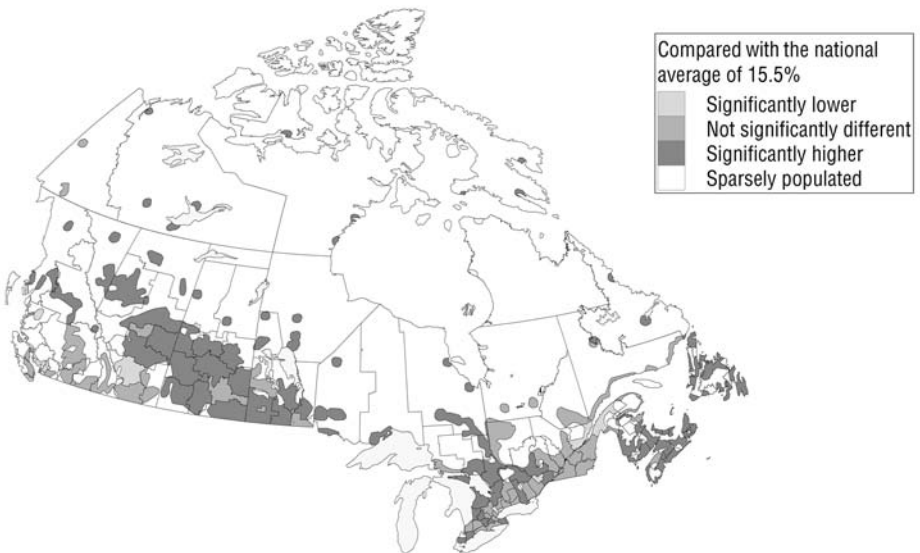 Compared with the national
average of 15.5%
Significantly lower
Not significantly different
Significantly higher
Sparsely populated